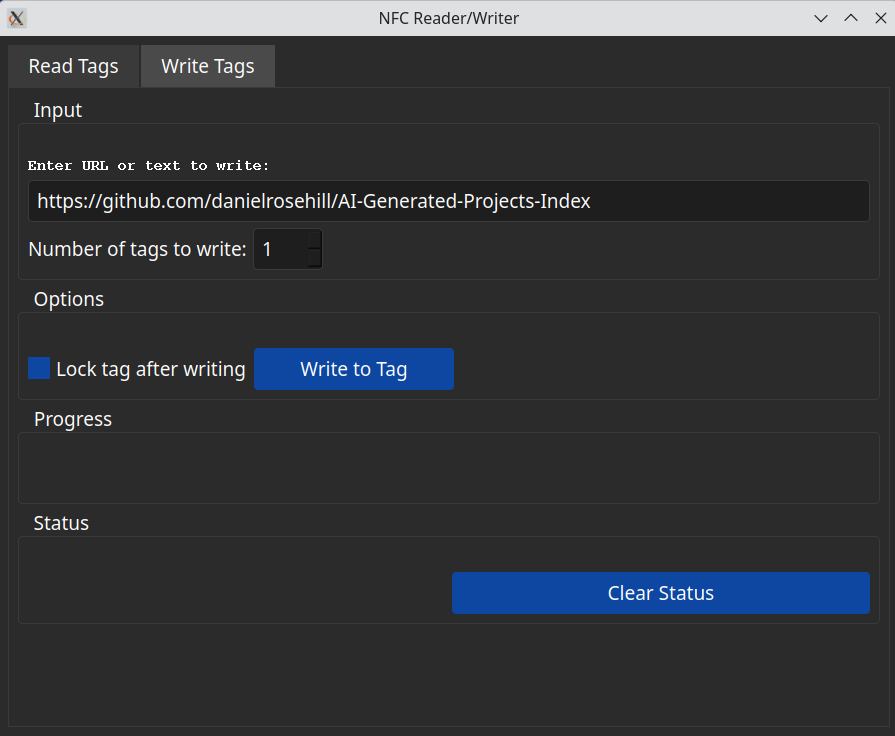 NFC Reader/Writer
Read Tags Write Tags
Input
Enter URL or text to write:
https://github.com/danielrosehill/AI-Generated-Projects-Index
Number of tags to write: 1
Options
Lock tag after writing Write to Tag
Progress
Status
Clear Status